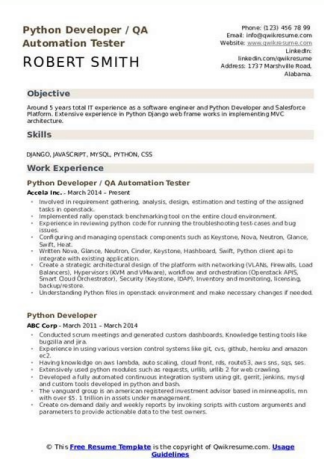 Python Developer / QA
Automation Tester
ROBERT SMITH
Phone: (123) 456 78 99
Email: info@qwikresume.com
Website: www.qwikresume.com
LinkedIn:
linkedin.com/qwikresume
Address: 1737 Marshville Road,
Alabama.
Objective
Around 5 years total IT experience as a software engineer and Python Developer and Salesforce
Platform. Extensive experience in Python Django web frame works in implementing MVC
architecture.
Skills
DJANGO, JAVASCRIPT, MYSQL, PYTHON, CSS
Work Experience
Python Developer / QA Automation Tester
Accela Inc. - March 2014 – Present
• Involved in requirement gathering, analysis, design, estimation and testing of the assigned
tasks in openstack.
• Implemented rally openstack benchmarking tool on the entire cloud environment.
• Experience in reviewing python code for running the troubleshooting test-cases and bug
issues.
• Configuring and managing openstack components such as Keystone, Nova, Neutron, Glance,
Swift, Heat.
• Written Nova, Glance, Neutron, Cinder, Keystone, Hashboard, Swift, Python client api to
integrate with existing application.
• Create a strategic architectural design of the platform with networking (VLANs, Firewalls, Load
Balancers), Hypervisors (KVM and VMware), workflow and orchestration (Openstack APIS,
Smart Cloud Orchestrator), Security (Keystone, IDAP), Inventory and monitoring, licensing,
backup/restore.
• Understanding Python files in openstack environment and make necessary changes if needed.
Python Developer
ABC Corp - March 2011 – March 2014
• Conducted scrum meetings and generated custom dashboards, Knowledge testing tools like
bugzilla and jira.
• Experience in using various version control systems like git, cvs, github, heroku and amazon
ec2.
• Having knowledge on aws lambda, auto scaling, cloud front, rds, route53, aws sns, sqs, ses.
• Extensively used python modules such as requests, urllib, urllib 2 for web crawling.
• Developed a fully automated continuous integration system using git, gerrit, jenkins, mysql
and custom tools developed in python and bash.
• The vanguard group is an american registered investment advisor based in minneapolis, mn
with over $5. 1 trillion in assets under management.
• Create on-demand daily and weekly reports by invoking scripts with custom arguments and
parameters to provide actionable data to the test owners.
© This Free Resume Template is the copyright of Qwikresume.com. Usage
Guidelines